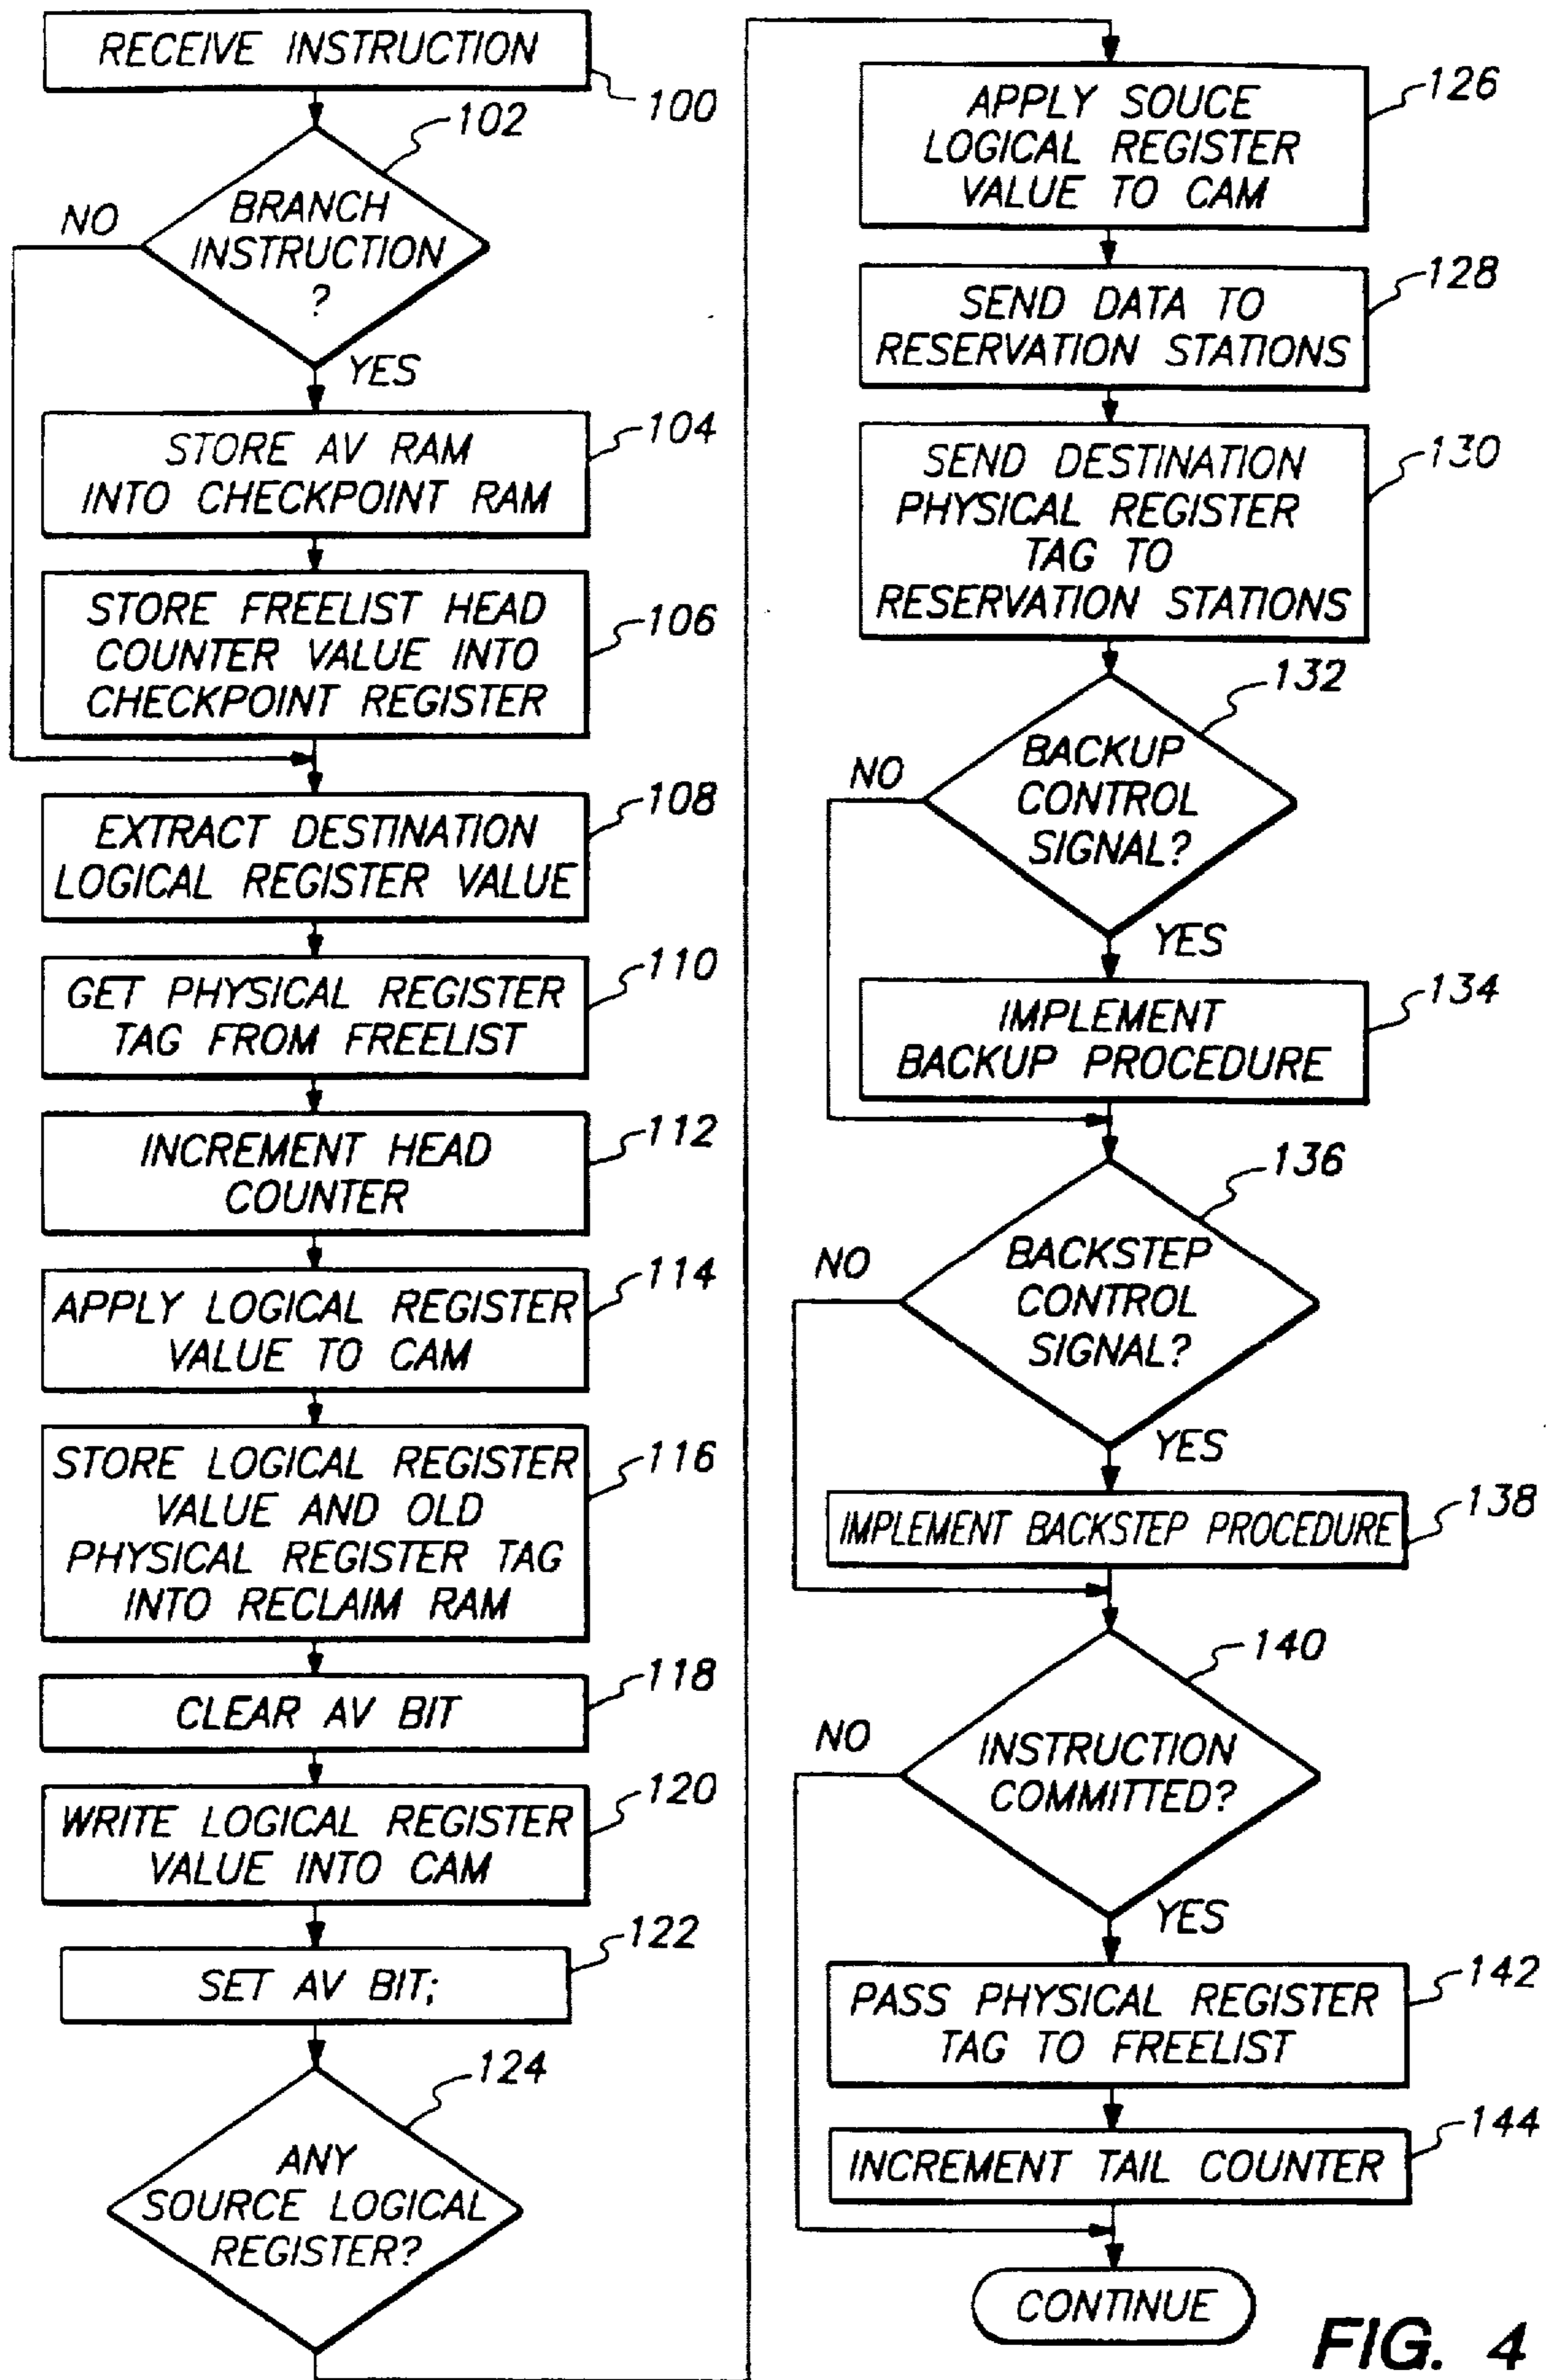 RECEIVE INSTRUCTION
100
102
BRANCH
INSTRUCTION
?
NO
YES
STORE AV RAM
INTO CHECKPOINT RAM
104
STORE FREELIST HEAD
COUNTER VALUE INTO
CHECKPOINT REGISTER
106
EXTRACT DESTINATION
LOGICAL REGISTER VALUE
108
GET PHYSICAL REGISTER
TAG FROM FREELIST
110
INCREMENT HEAD
COUNTER
112
APPLY LOGICAL REGISTER
VALUE TO CAM
114
STORE LOGICAL REGISTER
VALUE AND OLD
PHYSICAL REGISTER TAG
INTO RECLAIM RAM
116
CLEAR AV BIT
118
WRITE LOGICAL REGISTER
VALUE INTO CAM
120
SET AV BIT;
122
124
ANY
SOURCE LOGICAL
REGISTER?
APPLY SOUCE
LOGICAL REGISTER
VALUE TO CAM
126
SEND DATA TO
RESERVATION STATIONS
128
SEND DESTINATION
PHYSICAL REGISTER
TAG TO
RESERVATION STATIONS
130
132
BACKUP
CONTROL
SIGNAL?
NO
YES
IMPLEMENT
BACKUP PROCEDURE
134
136
BACKSTEP
CONTROL
SIGNAL?
NO
YES
IMPLEMENT BACKSTEP PROCEDURE
138
140
INSTRUCTION
COMMITTED?
NO
YES
PASS PHYSICAL REGISTER
TAG TO FREELIST
142
INCREMENT TAIL COUNTER
144
CONTINUE
FIG. 4